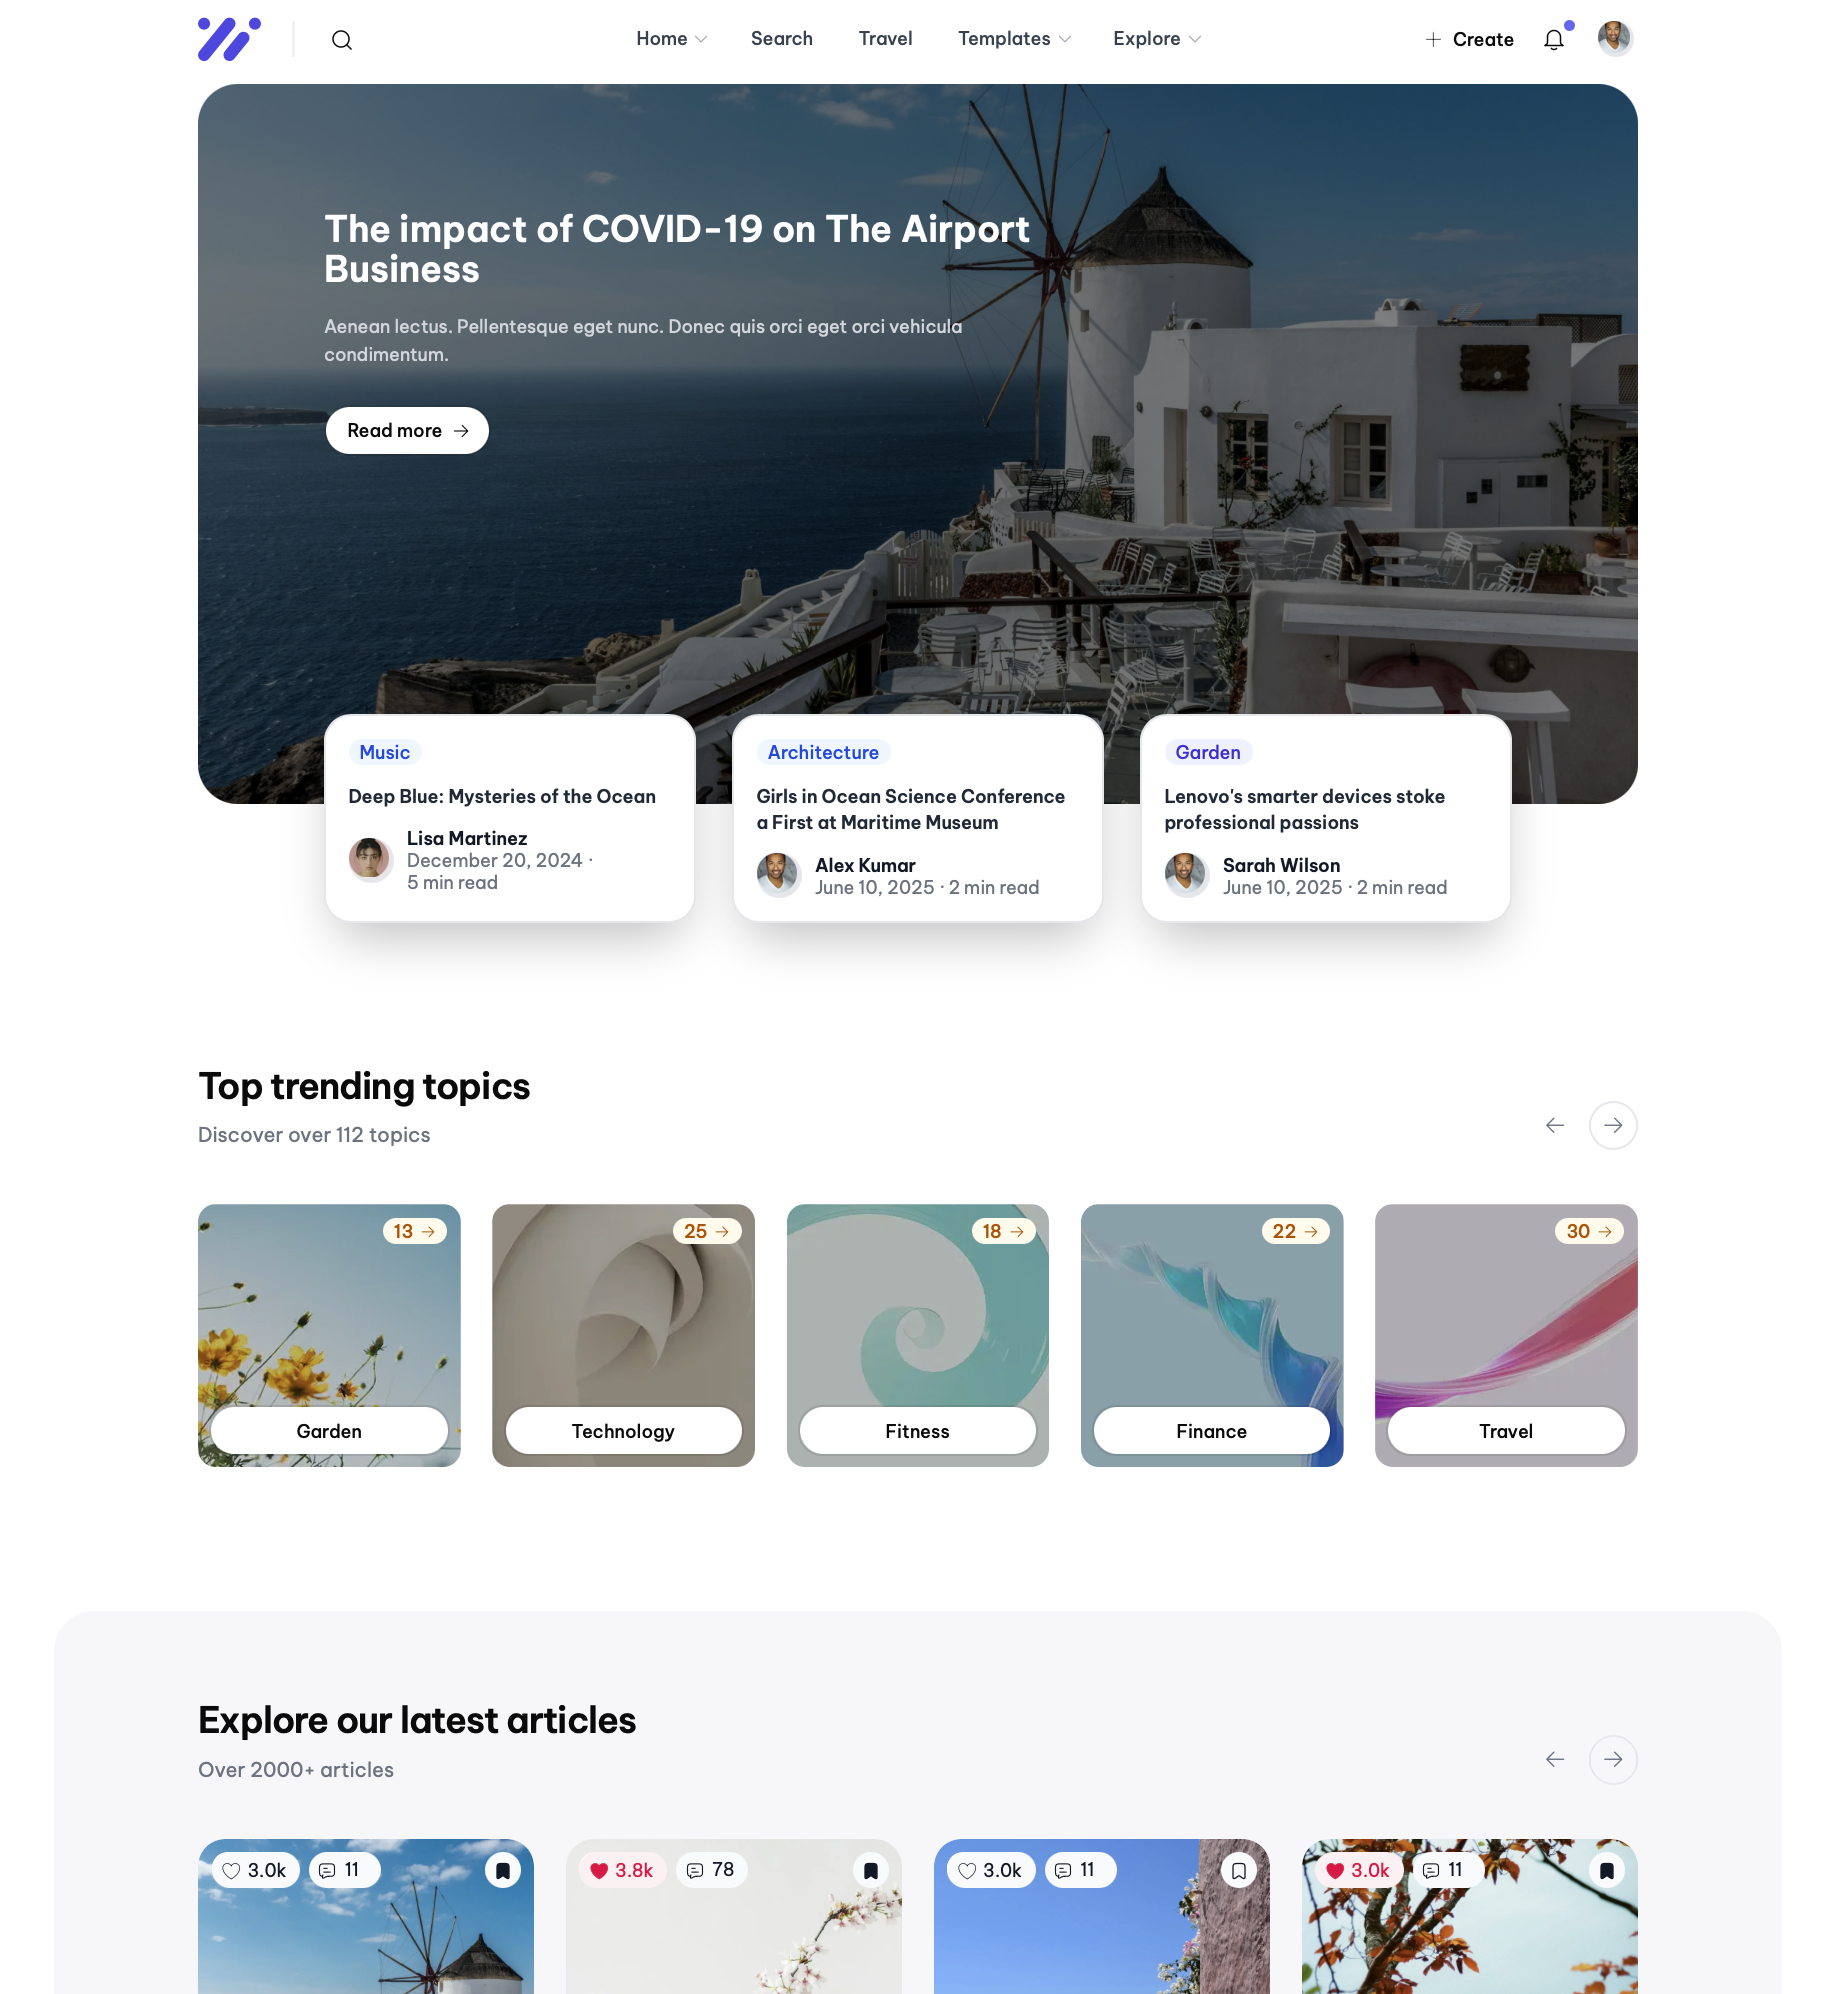 Home
Search
Travel
Templates
Explore
Create
The impact of COVID-19 on The Airport
Business
Aenean lectus. Pellentesque eget nunc. Donec quis orci eget orci vehicula
condimentum.
Read more
Music
Deep Blue: Mysteries of the Ocean
Lisa Martinez
December 20, 2024 ·
5 min read
Architecture
Girls in Ocean Science Conference
a First at Maritime Museum
Alex Kumar
June 10, 2025 · 2 min read
Garden
Lenovo's smarter devices stoke
professional passions
Sarah Wilson
June 10, 2025 · 2 min read
Top trending topics
Discover over 112 topics
13
25
18
22
30
Garden
Technology
Fitness
Finance
Travel
Explore our latest articles
Over 2000+ articles
3.0k 11
3.8k 78
3.0k 11
3.0k 11